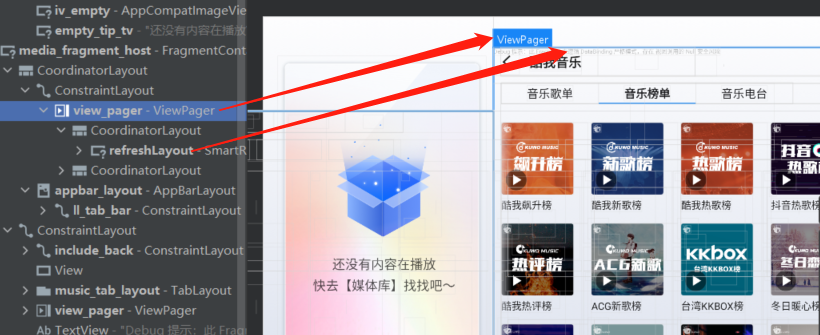 iv_empty - AppCompatImageVie
empty_tip_tv - "还没有内容在播放
media_fragment_host - FragmentCont
CoordinatorLayout
ConstraintLayout
view_pager - ViewPager
CoordinatorLayout
refreshLayout - SmartR
CoordinatorLayout
appbar_layout - AppBarLayout
ll_tab_bar - ConstraintLayout
ConstraintLayout
include_back - ConstraintLayout
View
music_tab_layout - TabLayout
view_pager - ViewPager
Ab TextView - "Debug 提示：此 Frag
还没有内容在播放
快去【媒体库】找找吧～
ViewPager
酷我音乐
音乐歌单
音乐榜单
音乐电台
KUWO MUSIC
飙升榜
KUWO MUSIC
新歌榜
KUWO MUSIC
热歌榜
抖音
热歌榜
酷我飙升榜
酷我新歌榜
酷我热歌榜
抖音热歌榜
KUWO MUSIC
热评榜
KUWO MUSIC
ACG新歌
KKBOX
台湾KKBOX榜
冬日恋
酷我热评榜
ACG新歌榜
台湾KKBOX榜
冬日暖心榜